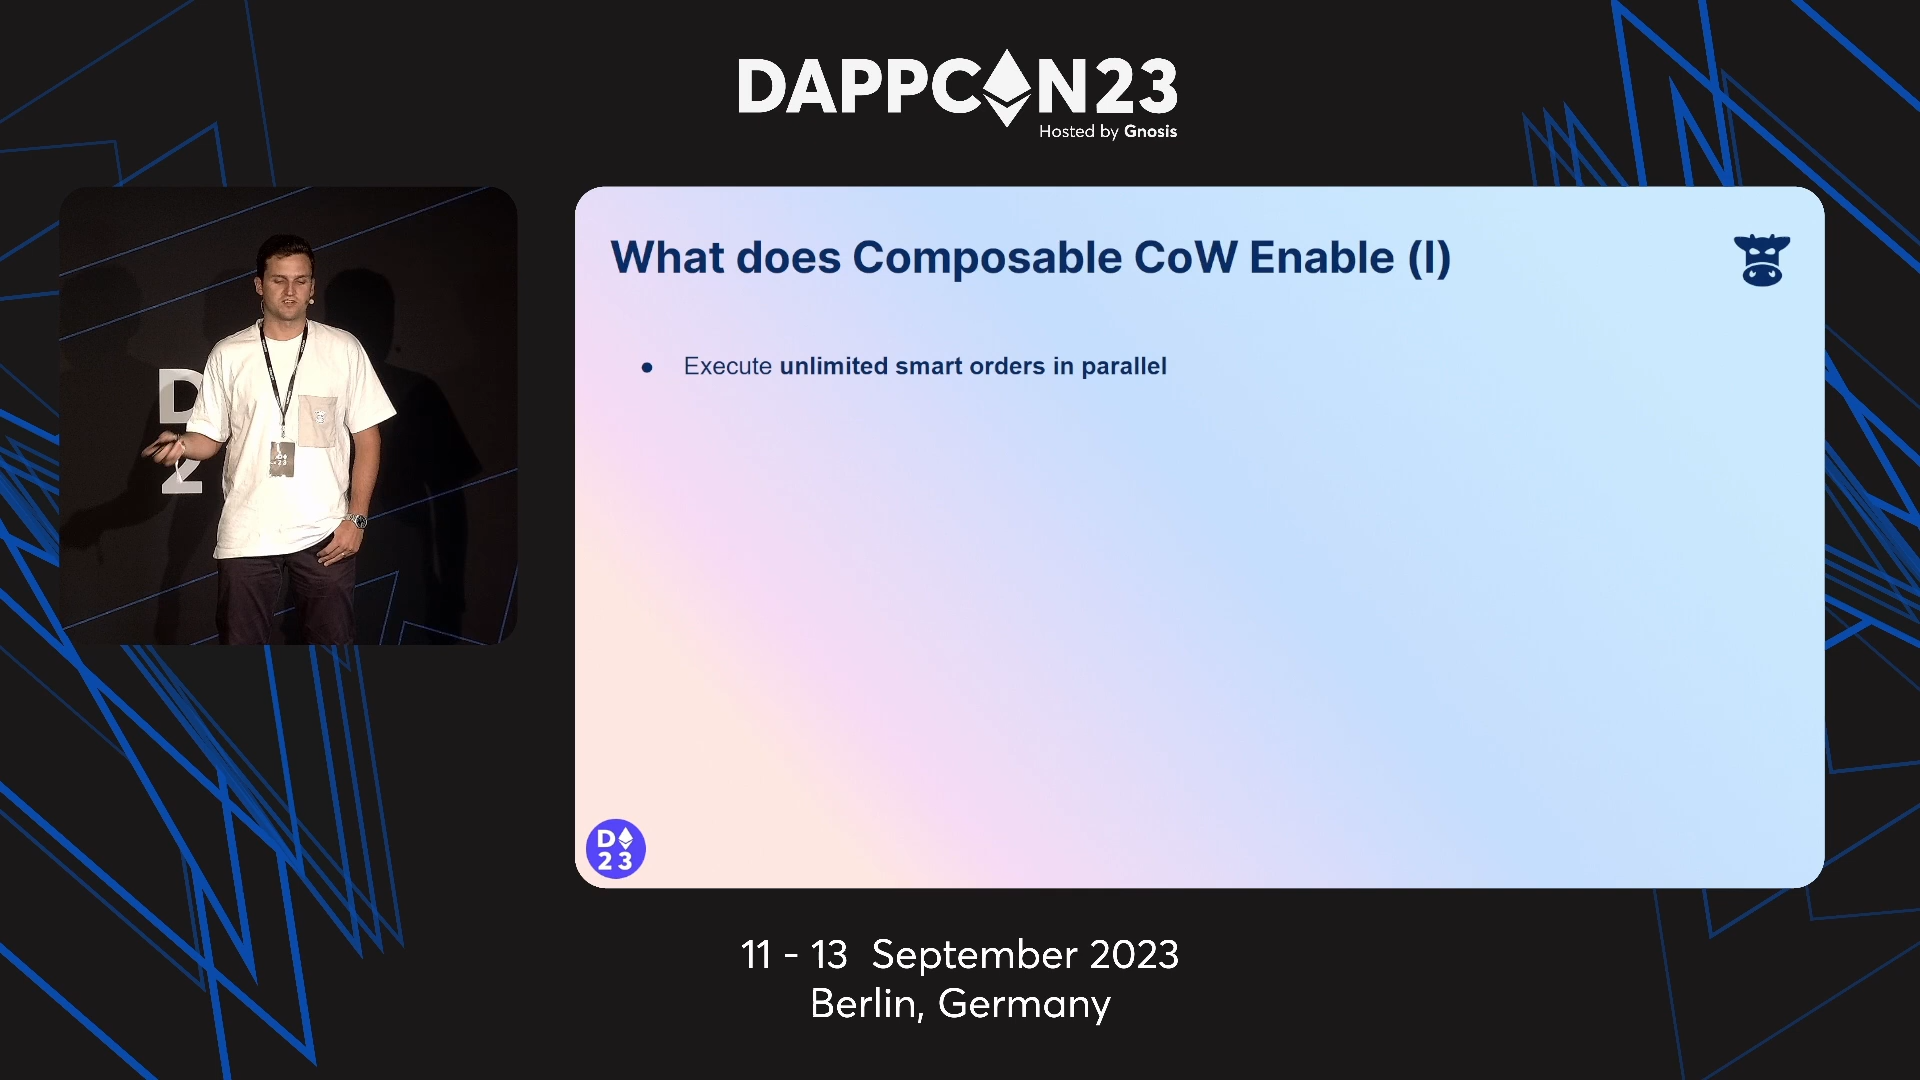 DAPPCON23
Hosted by Gnosis
What does Composable CoW Enable (I)
● Execute unlimited smart orders in parallel
D
2
D
23
11 - 13 September 2023
Berlin, Germany